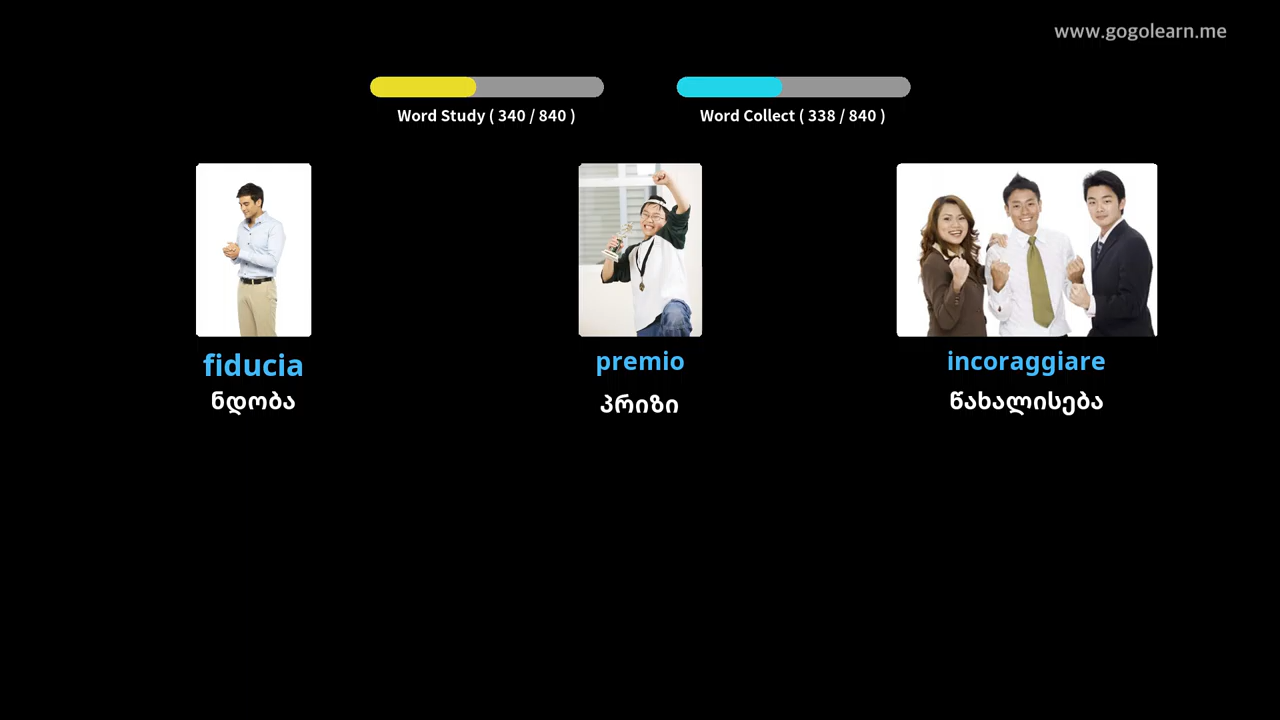 www.gogolearn.me
Word Study ( 340 / 840 )
Word Collect ( 338 / 840 )
fiducia
ნდობა
premio
პრიზი
incoraggiare
წახალისება